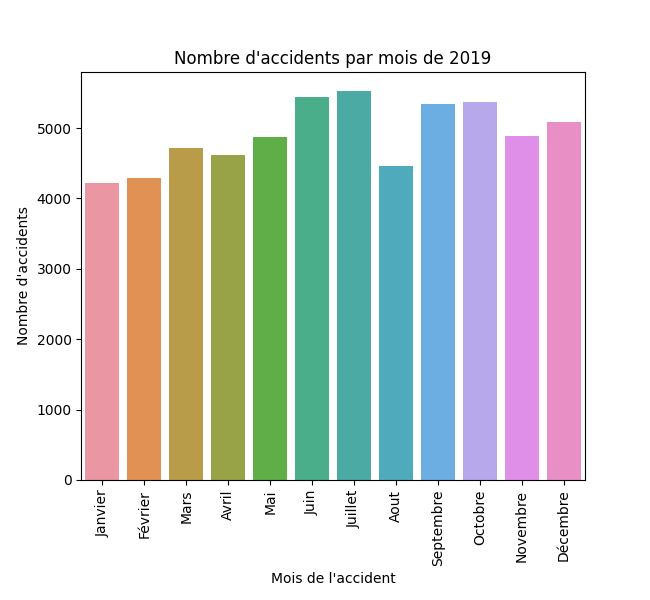 Nombre d'accidents par mois de 2019
Nombre d'accidents
5000
4000
3000
2000
1000
0
Janvier
Février
Mars
Avril
Mai
Juin
Juillet
Aout
Septembre
Octobre
Novembre
Décembre
Mois de l'accident